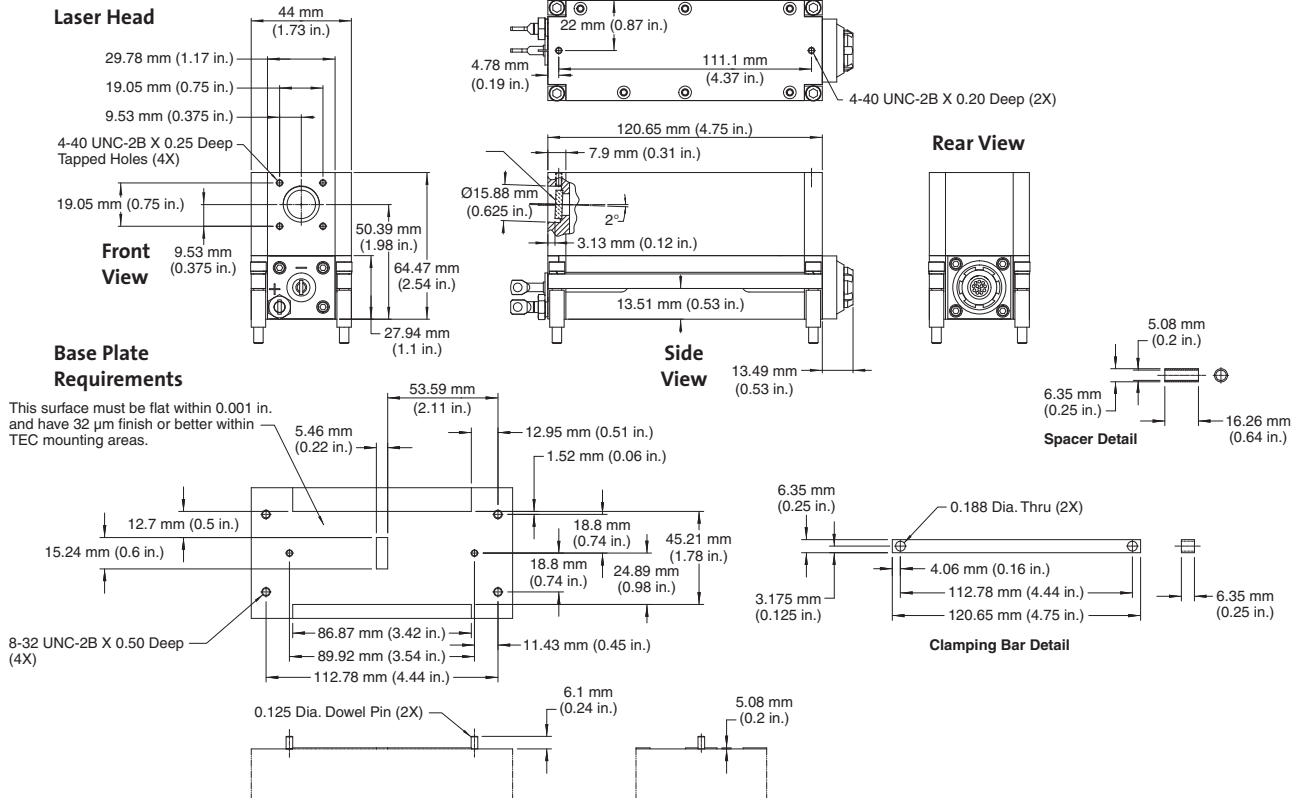 Laser Head
44 mm
(1.73 in.)
29.78 mm (1.17 in.)
19.05 mm (0.75 in.)
9.53 mm (0.375 in.)
4-40 UNC-2B X 0.25 Deep
Tapped Holes (4X)
19.05 mm (0.75 in.)
Front
View
9.53 mm
(0.375 in.)
50.39 mm
(1.98 in.)
64.47 mm
(2.54 in.)
27.94 mm
(1.1 in.)
+
–
22 mm (0.87 in.)
4.78 mm
(0.19 in.)
111.1 mm
(4.37 in.)
4-40 UNC-2B X 0.20 Deep (2X)
120.65 mm (4.75 in.)
7.9 mm (0.31 in.)
Ø15.88 mm
(0.625 in.)
2°
3.13 mm (0.12 in.)
13.51 mm (0.53 in.)
Side
View
13.49 mm
(0.53 in.)
Rear View
5.08 mm
(0.2 in.)
6.35 mm
(0.25 in.)
16.26 mm
(0.64 in.)
Spacer Detail
Base Plate
Requirements
This surface must be flat within 0.001 in.
and have 32 µm finish or better within
TEC mounting areas.
53.59 mm
(2.11 in.)
5.46 mm
(0.22 in.)
12.95 mm (0.51 in.)
1.52 mm (0.06 in.)
12.7 mm (0.5 in.)
15.24 mm (0.6 in.)
18.8 mm
(0.74 in.)
45.21 mm
(1.78 in.)
18.8 mm
(0.74 in.)
24.89 mm
(0.98 in.)
8-32 UNC-2B X 0.50 Deep
(4X)
86.87 mm (3.42 in.)
89.92 mm (3.54 in.)
11.43 mm (0.45 in.)
112.78 mm (4.44 in.)
6.35 mm
(0.25 in.)
0.188 Dia. Thru (2X)
4.06 mm (0.16 in.)
3.175 mm
(0.125 in.)
112.78 mm (4.44 in.)
120.65 mm (4.75 in.)
6.35 mm
(0.25 in.)
Clamping Bar Detail
0.125 Dia. Dowel Pin (2X)
6.1 mm
(0.24 in.)
5.08 mm
(0.2 in.)